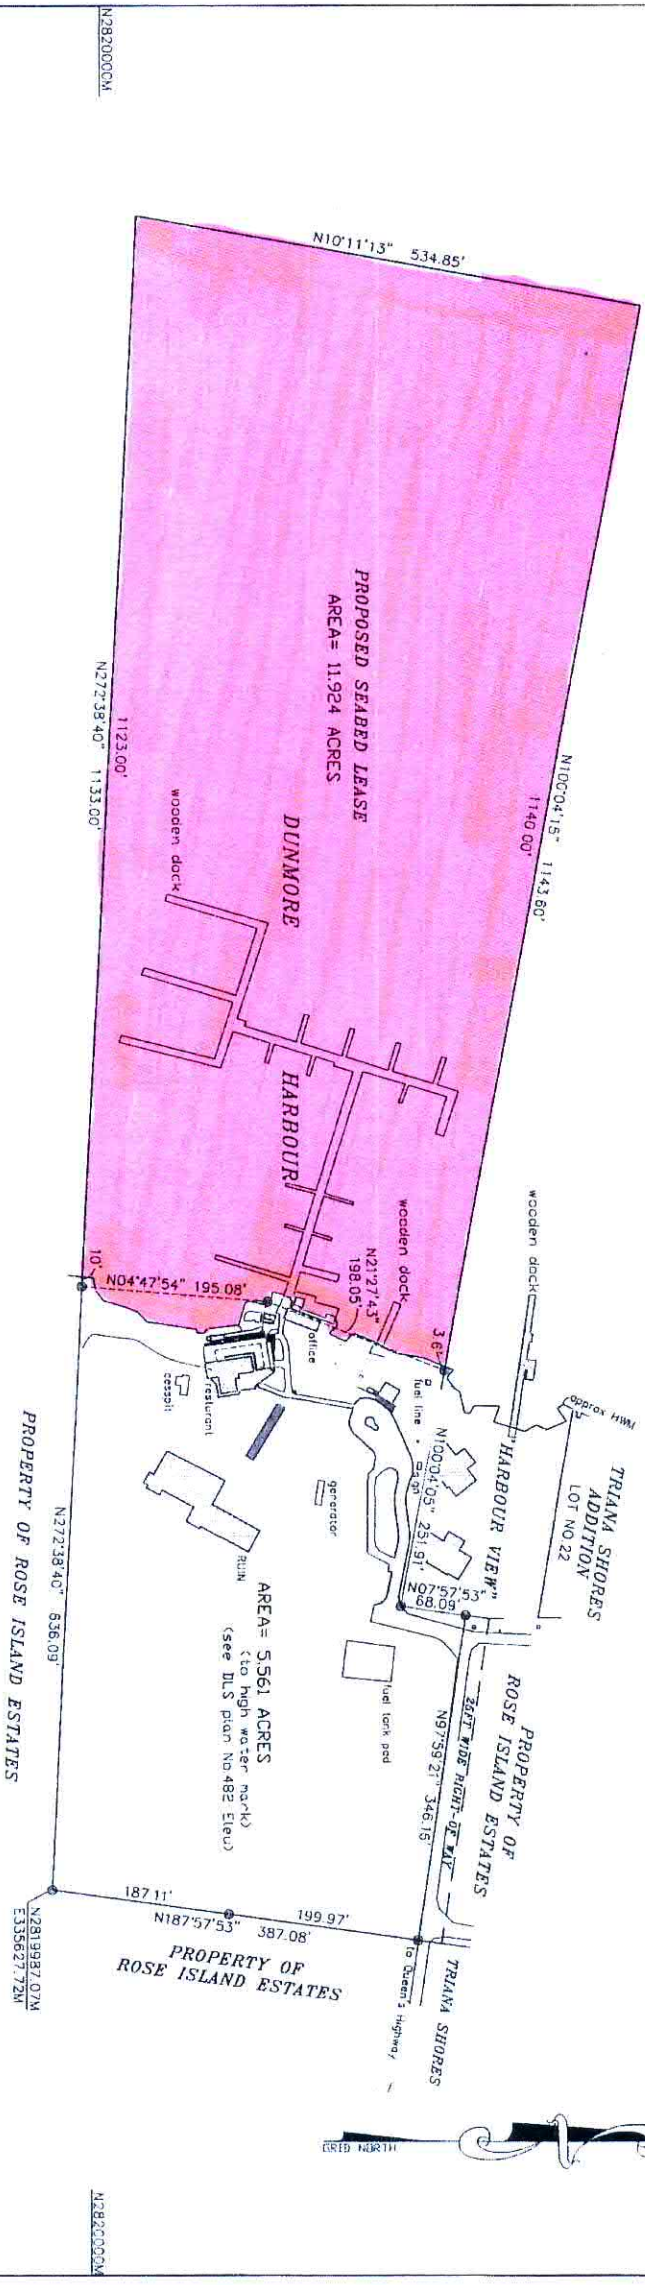 N2820000M
N10°11'13" 534.85'
PROPOSED SEABED LEASE
AREA= 11.924 ACRES
N100°04'15" 1143.60'
1140.00'
1123.00'
N272°38'40" 1133.00'
wooden dock
DUNMORE
HARBOUR
wooden dock
wooden dock
N21°27'43"
198.05'
3.6'
10'
N04°47'54" 195.08'
office
fuel line
restaurant
cesspit
approx HWM
TRIANA SHORES
ADDITION
LOT NO.22
"HARBOUR VIEW"
N100°04'05" 251.91'
N07°57'53"
68.09'
generator
RUIN
fuel tank pad
AREA= 5.561 ACRES
(to high water mark)
(see DLS plan No 482 Eleu)
PROPERTY OF
ROSE ISLAND ESTATES
25FT WIDE RIGHT-OF WAY
N97°59'21" 346.15'
N272°38'40" 636.09'
PROPERTY OF ROSE ISLAND ESTATES
187.11'
199.97'
N187°57'53" 387.08'
PROPERTY OF
ROSE ISLAND ESTATES
TRIANA SHORES
to Queen's Highway
N2819987.07M
E335627.72M
GRID NORTH
N2820000M